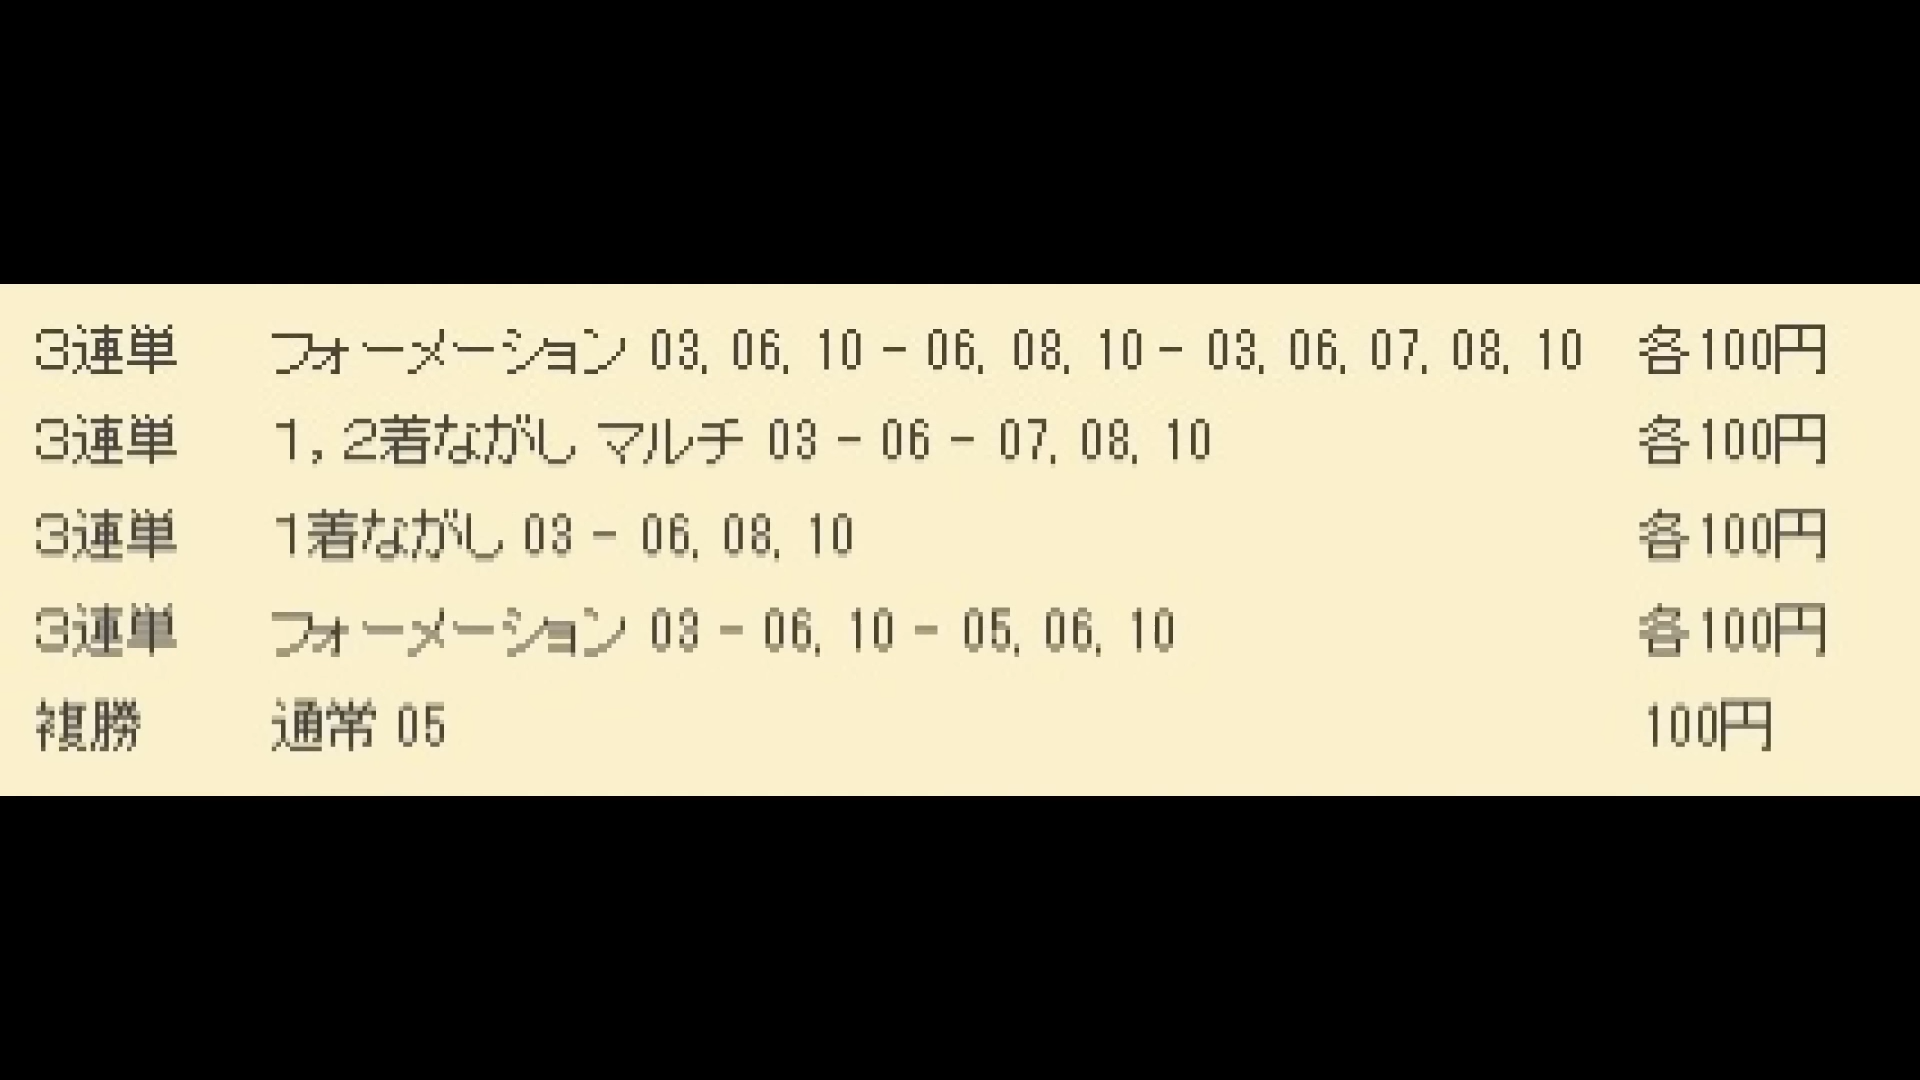 3連単 フォーメーション 03, 06, 10 - 06, 08, 10 - 03, 06, 07, 08, 10 各100円
3連単 1, 2着ながし マルチ 03 - 06 - 07, 08, 10 各100円
3連単 1着ながし 03 - 06, 08, 10 各100円
3連単 フォーメーション 03 - 06, 10 - 05, 06, 10 各100円
複勝 通常 05 100円